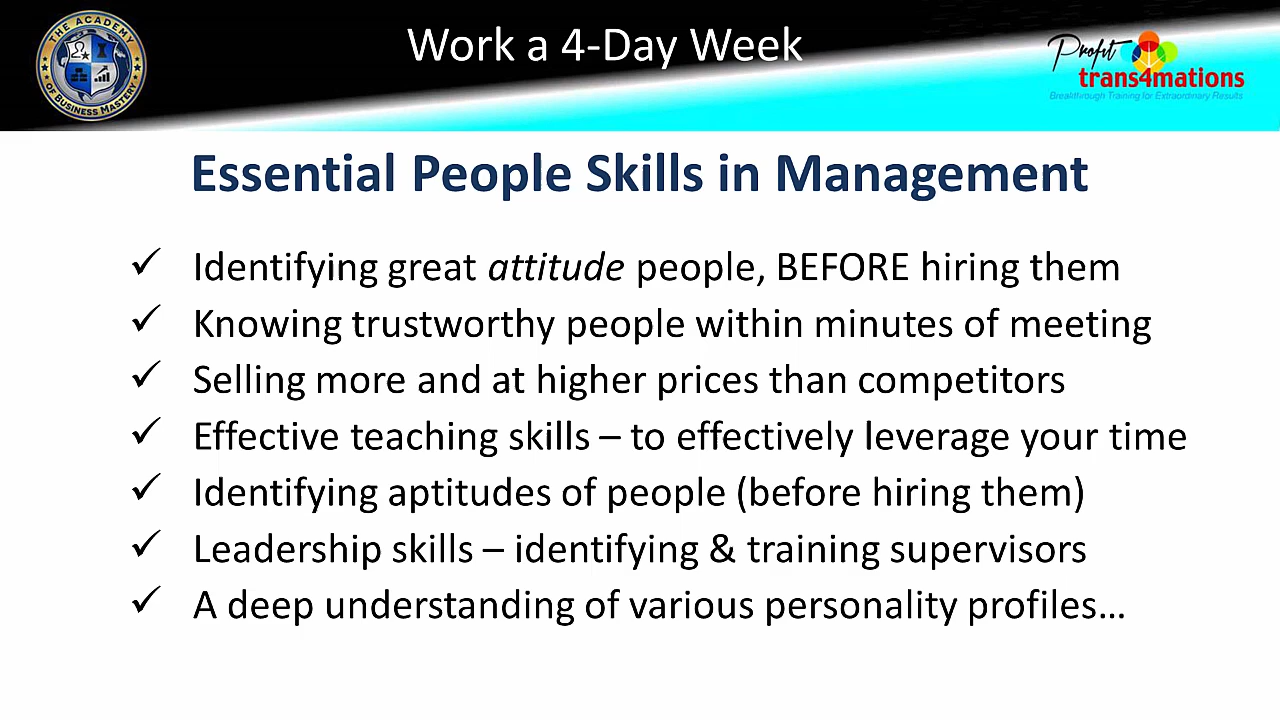 THE ACADEMY
OF BUSINESS MASTERY
Work a 4-Day Week
Profit
trans4mations
Breakthrough Training for Extraordinary Results
Essential People Skills in Management
✓ Identifying great attitude people, BEFORE hiring them
✓ Knowing trustworthy people within minutes of meeting
✓ Selling more and at higher prices than competitors
✓ Effective teaching skills – to effectively leverage your time
✓ Identifying aptitudes of people (before hiring them)
✓ Leadership skills – identifying & training supervisors
✓ A deep understanding of various personality profiles…